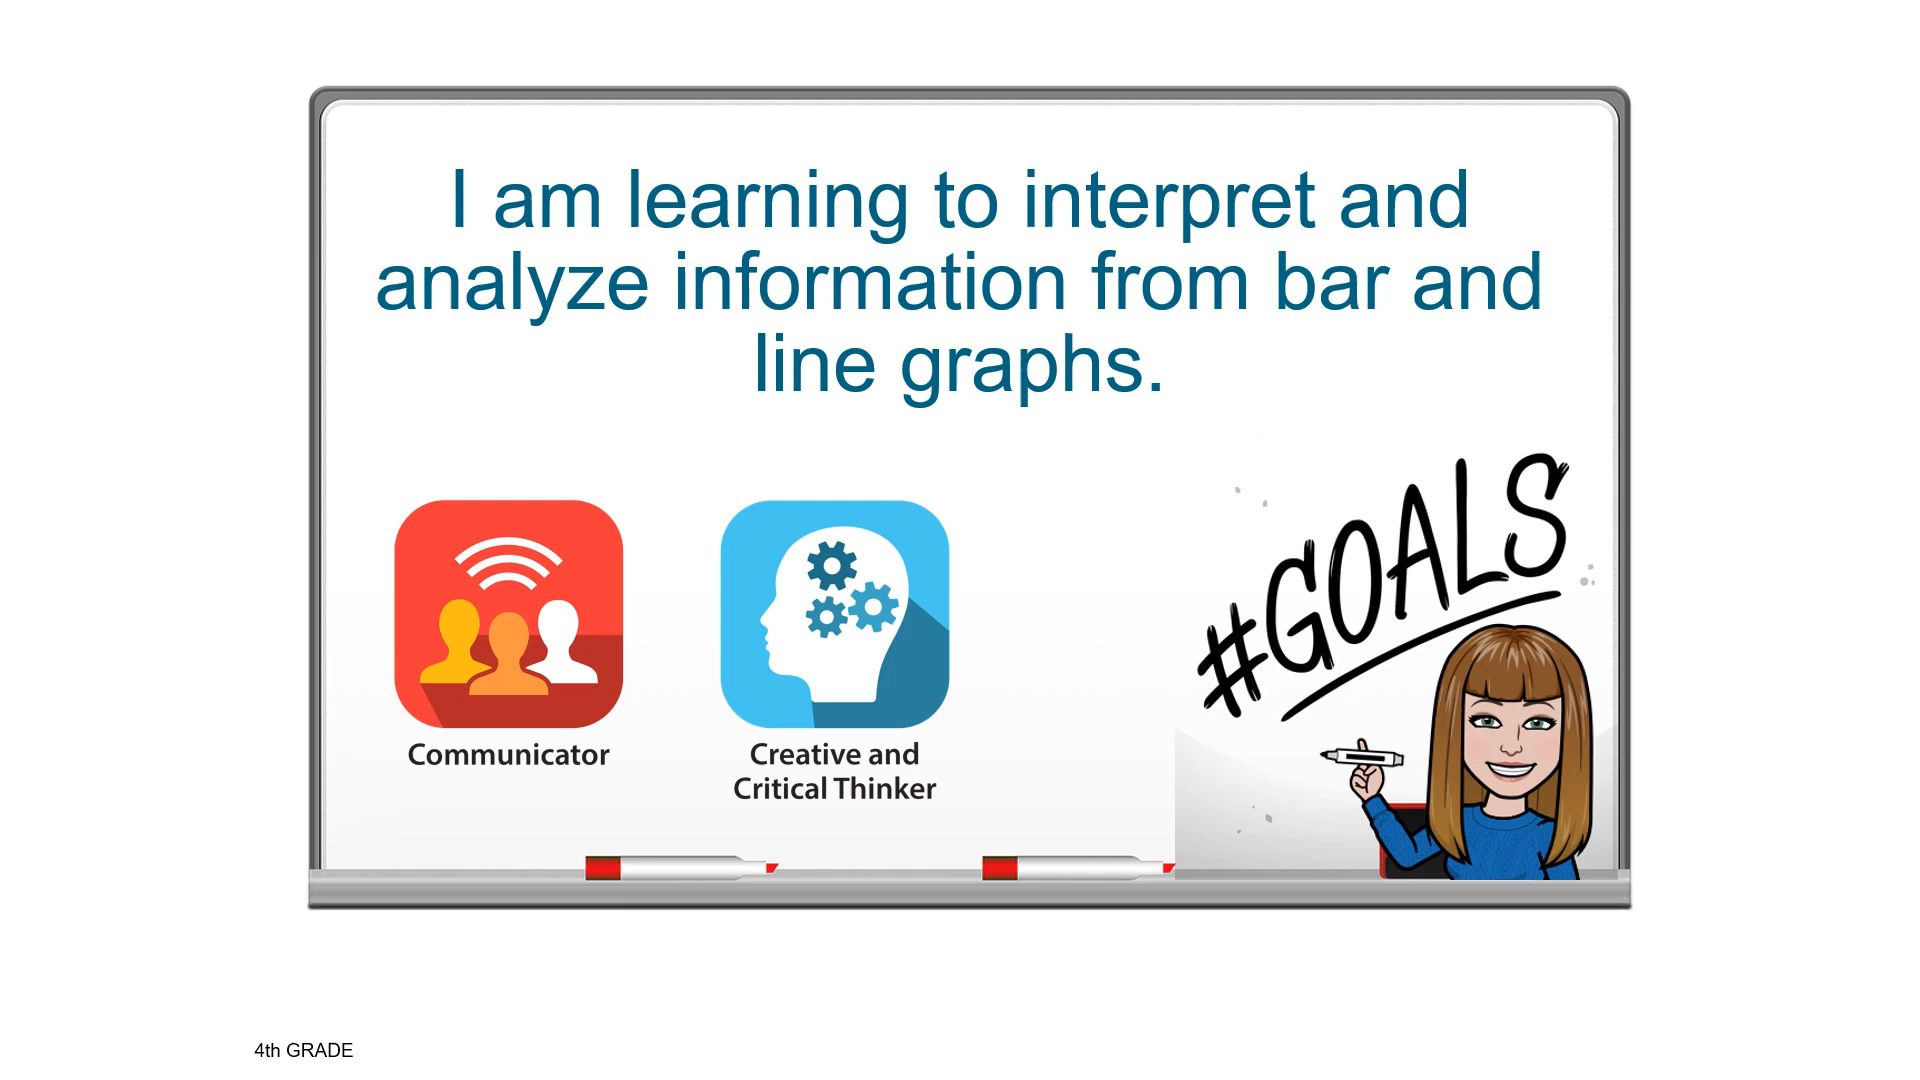 I am learning to interpret and
analyze information from bar and
line graphs.
#GOALS
Communicator
Creative and
Critical Thinker
4th GRADE